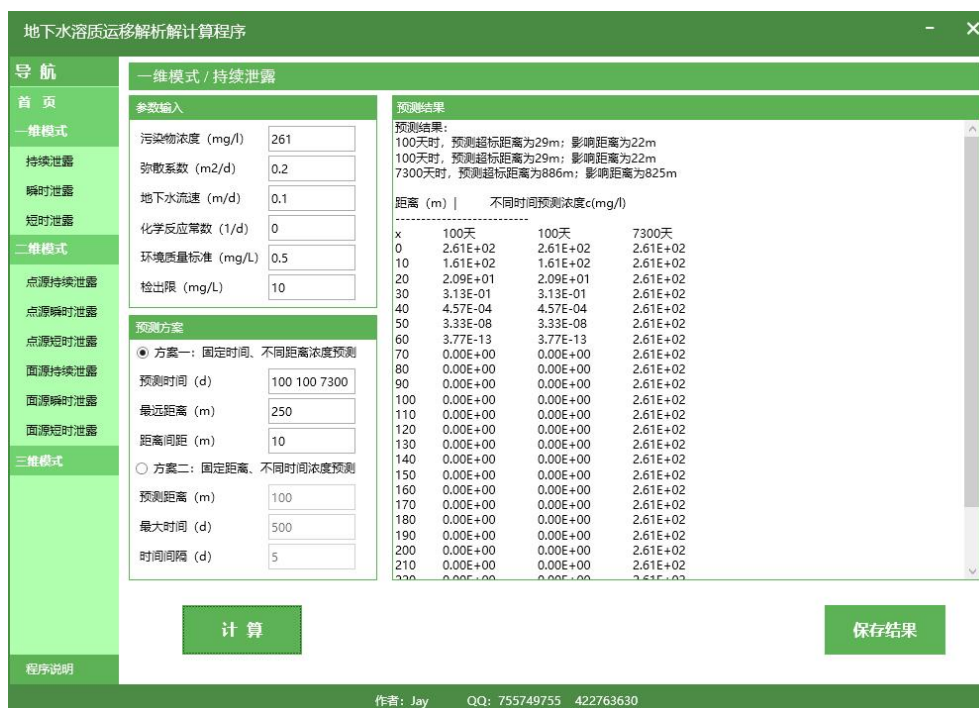 地下水溶质运移解析解计算程序
导 航
首 页
一维模式
持续泄露
瞬时泄露
短时泄露
二维模式
点源持续泄露
点源瞬时泄露
点源短时泄露
面源持续泄露
面源瞬时泄露
面源短时泄露
三维模式
程序说明
一维模式 / 持续泄露
参数输入
污染物浓度（mg/l） 261
弥散系数（m2/d） 0.2
地下水流速（m/d） 0.1
化学反应常数（1/d） 0
环境质量标准（mg/L） 0.5
检出限（mg/L） 10
预测方案
方案一：固定时间、不同距离浓度预测
预测时间（d） 100 100 7300
最远距离（m） 250
距离间距（m） 10
方案二：固定距离、不同时间浓度预测
预测距离（m） 100
最大时间（d） 500
时间间隔（d） 5
预测结果
预测结果：
100天时，预测超标距离为29m；影响距离为22m
100天时，预测超标距离为29m；影响距离为22m
7300天时，预测超标距离为886m；影响距离为825m
距离（m）| 不同时间预测浓度c(mg/l)
--------------------------
x 100天 100天 7300天
0 2.61E+02 2.61E+02 2.61E+02
10 1.61E+02 1.61E+02 2.61E+02
20 2.09E+01 2.09E+01 2.61E+02
30 3.13E-01 3.13E-01 2.61E+02
40 4.57E-04 4.57E-04 2.61E+02
50 3.33E-08 3.33E-08 2.61E+02
60 3.77E-13 3.77E-13 2.61E+02
70 0.00E+00 0.00E+00 2.61E+02
80 0.00E+00 0.00E+00 2.61E+02
90 0.00E+00 0.00E+00 2.61E+02
100 0.00E+00 0.00E+00 2.61E+02
110 0.00E+00 0.00E+00 2.61E+02
120 0.00E+00 0.00E+00 2.61E+02
130 0.00E+00 0.00E+00 2.61E+02
140 0.00E+00 0.00E+00 2.61E+02
150 0.00E+00 0.00E+00 2.61E+02
160 0.00E+00 0.00E+00 2.61E+02
170 0.00E+00 0.00E+00 2.61E+02
180 0.00E+00 0.00E+00 2.61E+02
190 0.00E+00 0.00E+00 2.61E+02
200 0.00E+00 0.00E+00 2.61E+02
210 0.00E+00 0.00E+00 2.61E+02
220 0.00E+00 0.00E+00 2.61E+02
计 算
保存结果
作者：Jay QQ：755749755 422763630